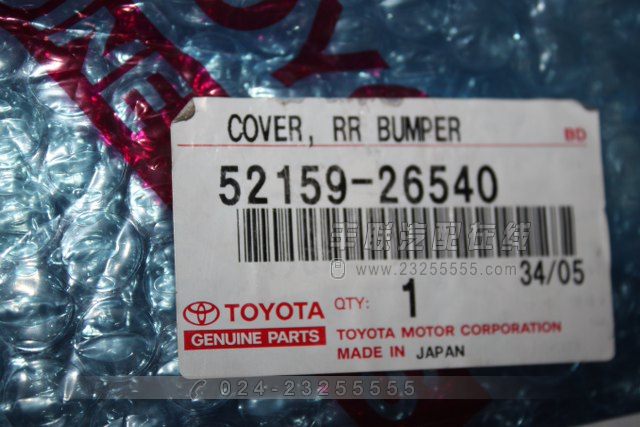 COVER, RR BUMPER
BD
52159-26540
车联汽配在线
www.23255555.com
34/05
TOYOTA
GENUINE PARTS
QTY: 1
TOYOTA MOTOR CORPORATION
MADE IN JAPAN
024-23255555